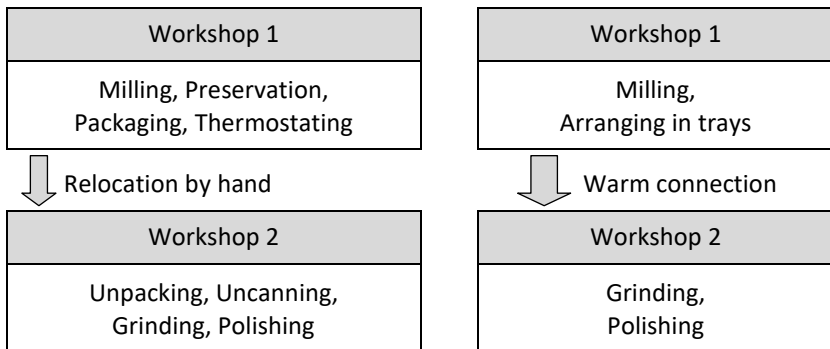 Workshop 1
Milling, Preservation,
Packaging, Thermostating
Relocation by hand
Workshop 2
Unpacking, Uncanning,
Grinding, Polishing
Workshop 1
Milling,
Arranging in trays
Warm connection
Workshop 2
Grinding,
Polishing